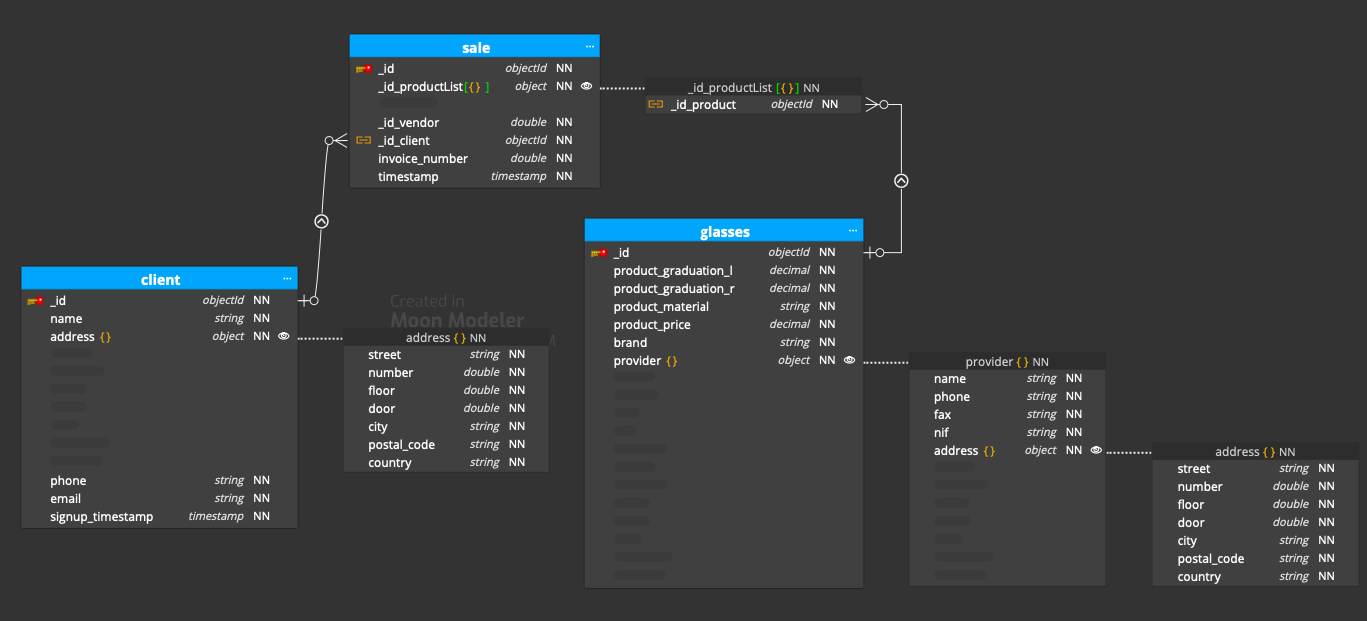 sale ...
_id objectId NN
_id_productList[{}] object NN
_id_vendor double NN
_id_client objectId NN
invoice_number double NN
timestamp timestamp NN
_id_productList [{}] NN
_id_product objectId NN
client ...
_id objectId NN
name string NN
address {} object NN
phone string NN
email string NN
signup_timestamp timestamp NN
Created in
Moon Modeler
address {} NN
street string NN
number double NN
floor double NN
door double NN
city string NN
postal_code string NN
country string NN
glasses ...
_id objectId NN
product_graduation_l decimal NN
product_graduation_r decimal NN
product_material string NN
product_price decimal NN
brand string NN
provider {} object NN
provider {} NN
name string NN
phone string NN
fax string NN
nif string NN
address {} object NN
address {} NN
street string NN
number double NN
floor double NN
door double NN
city string NN
postal_code string NN
country string NN